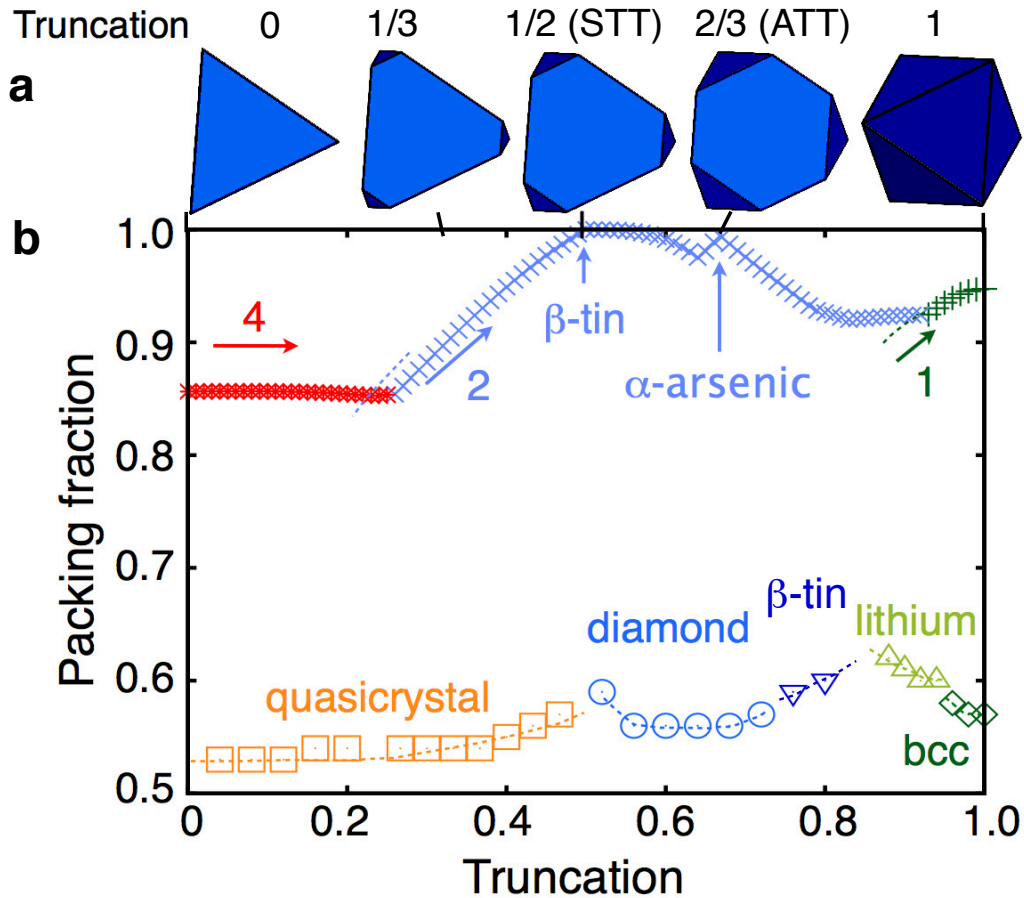 Truncation 0 1/3 1/2 (STT) 2/3 (ATT) 1
a
b
1.0
4
β-tin
0.9
2
α-arsenic
1
0.8
Packing fraction
0.7
β-tin
diamond
lithium
0.6
quasicrystal
bcc
0.5
0 0.2 0.4 0.6 0.8 1.0
Truncation